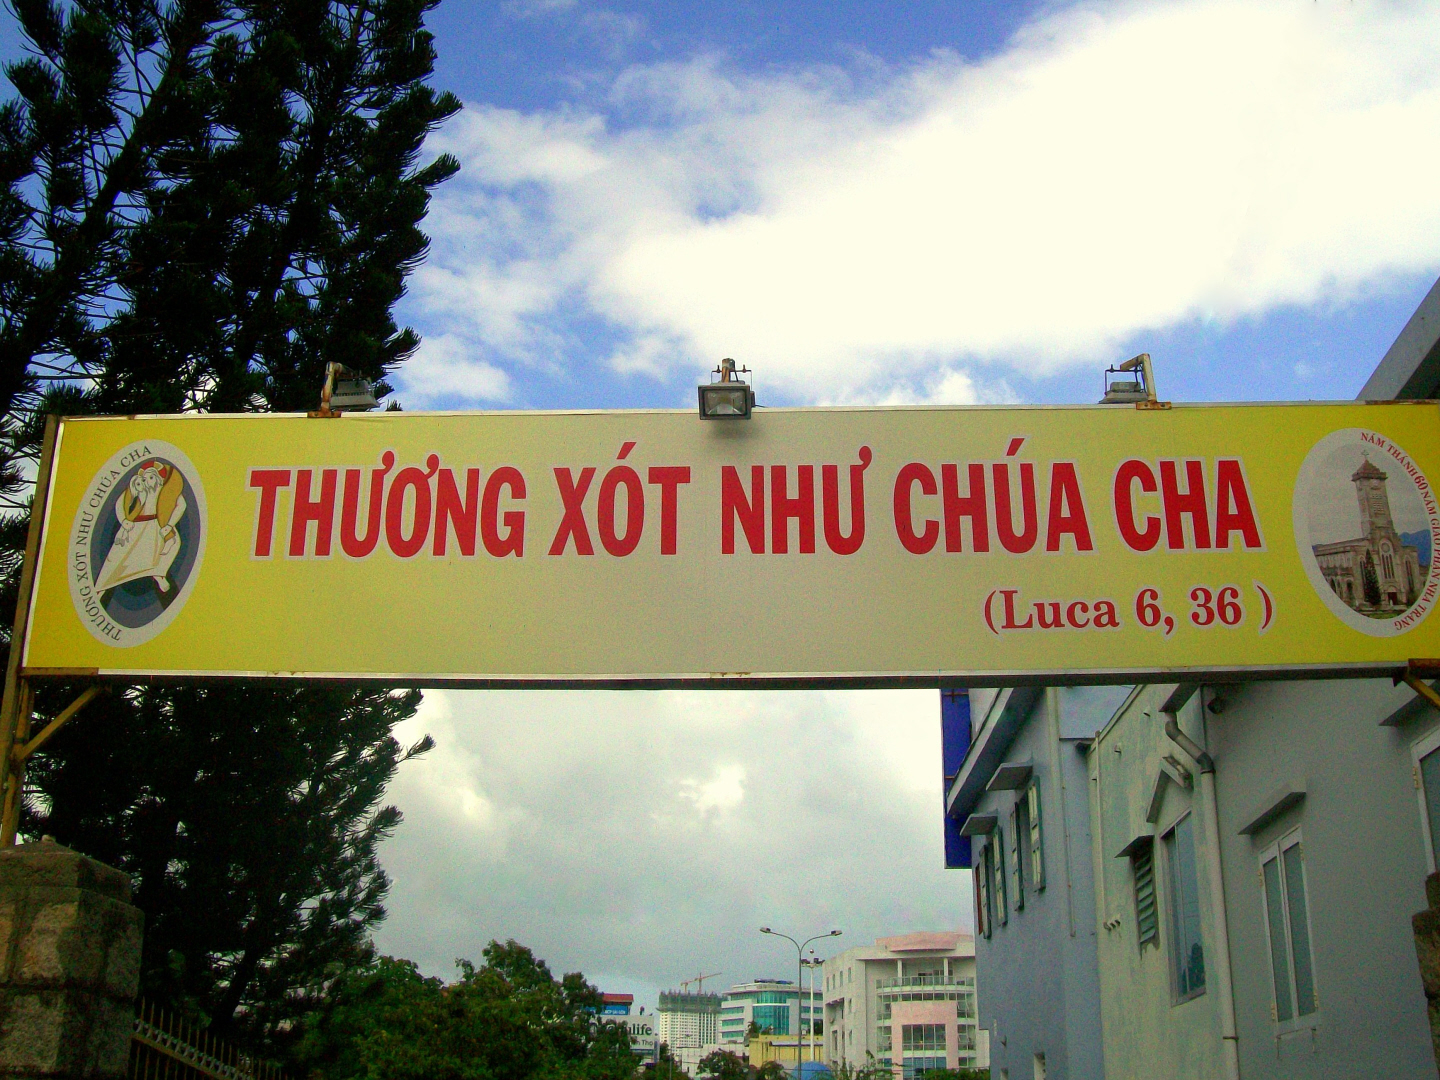 THƯƠNG XÓT NHƯ CHÚA CHA
THƯƠNG XÓT NHƯ CHÚA CHA
(Luca 6, 36 )
NĂM THÁNH 60 NĂM GIÁO PHẬN NHA TRANG